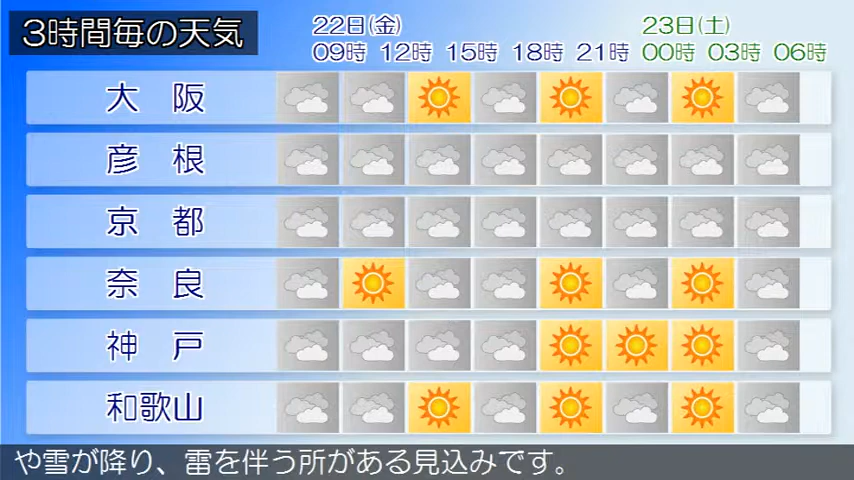 3時間毎の天気
22日(金) 23日(土)
09時 12時 15時 18時 21時 00時 03時 06時
大阪
彦根
京都
奈良
神戸
和歌山
や雪が降り、雷を伴う所がある見込みです。